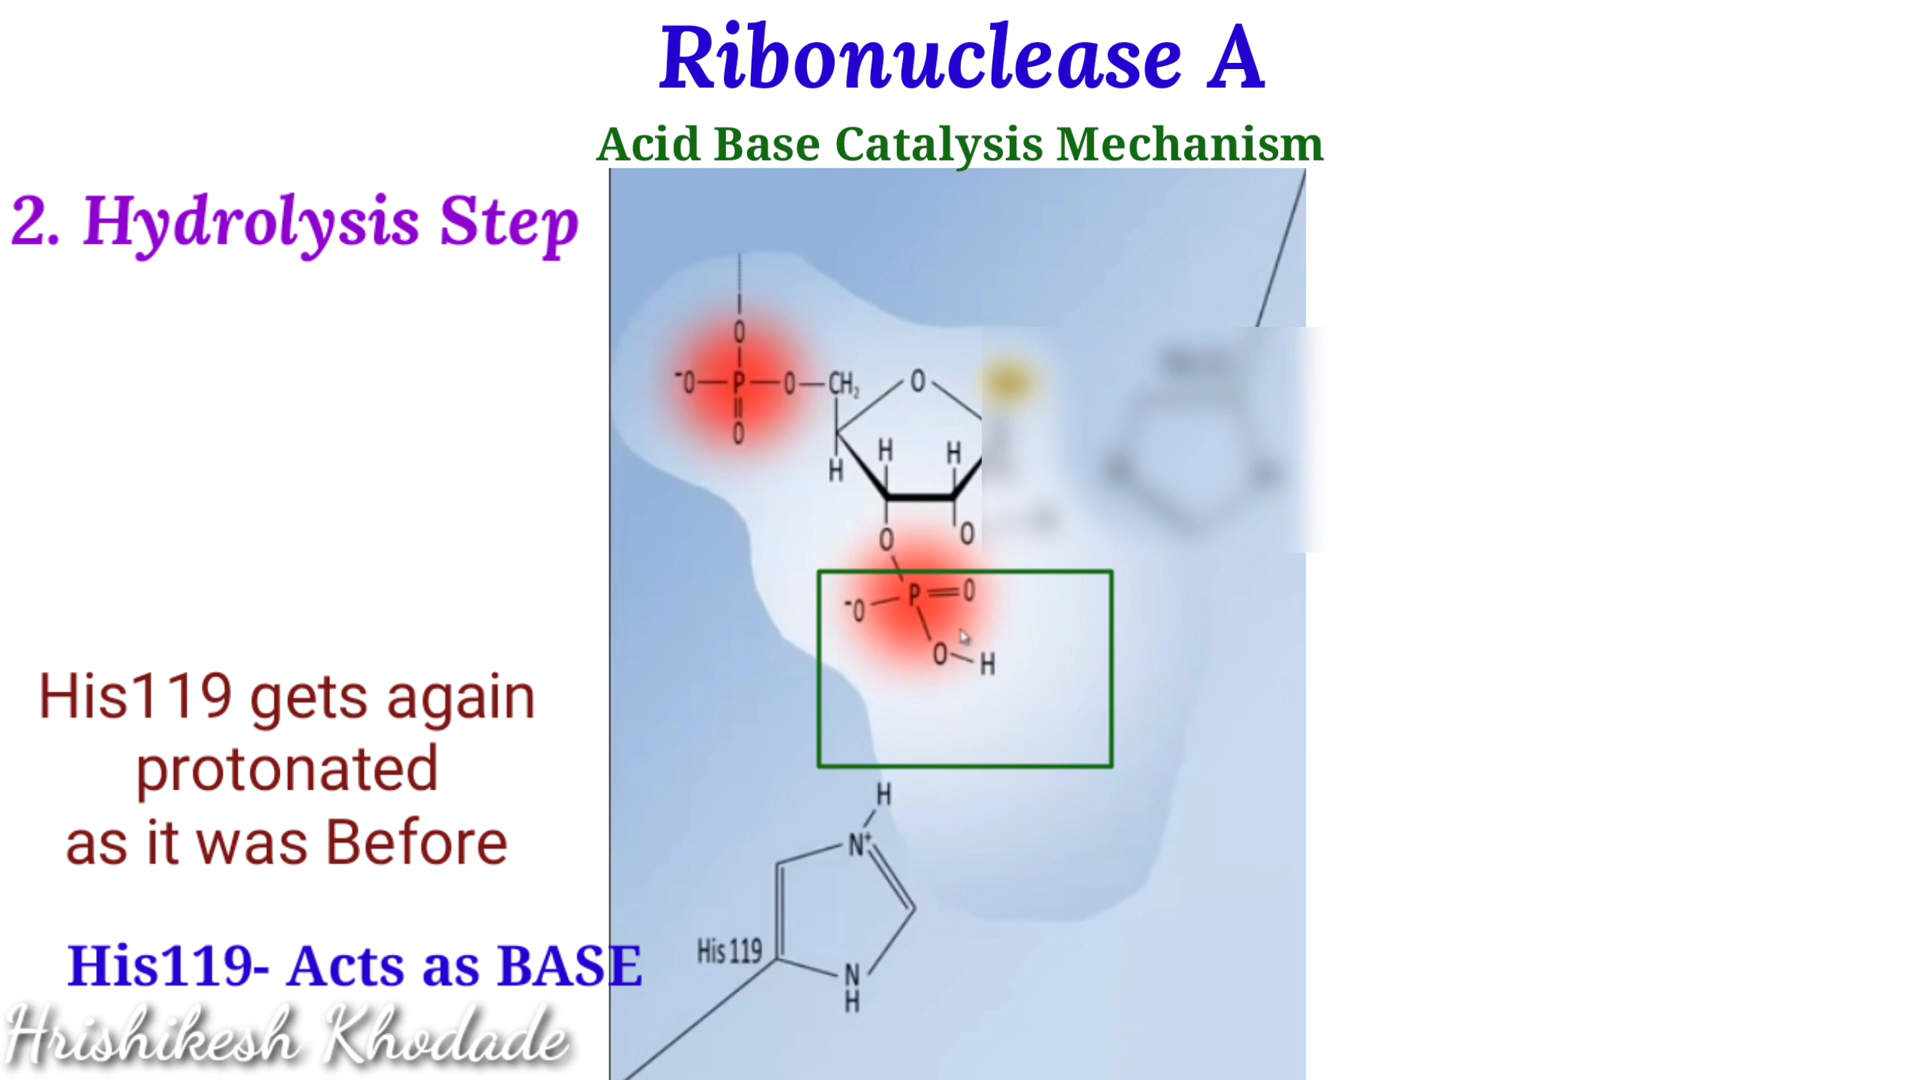 Ribonuclease A
Acid Base Catalysis Mechanism
2. Hydrolysis Step
O
-O P O CH2 O
O
H H
H
O O
-O P =O
O H
His119 gets again
protonated
as it was Before
H
N+
His 119
His119- Acts as BASE
N
H
Hrishikesh Khodade